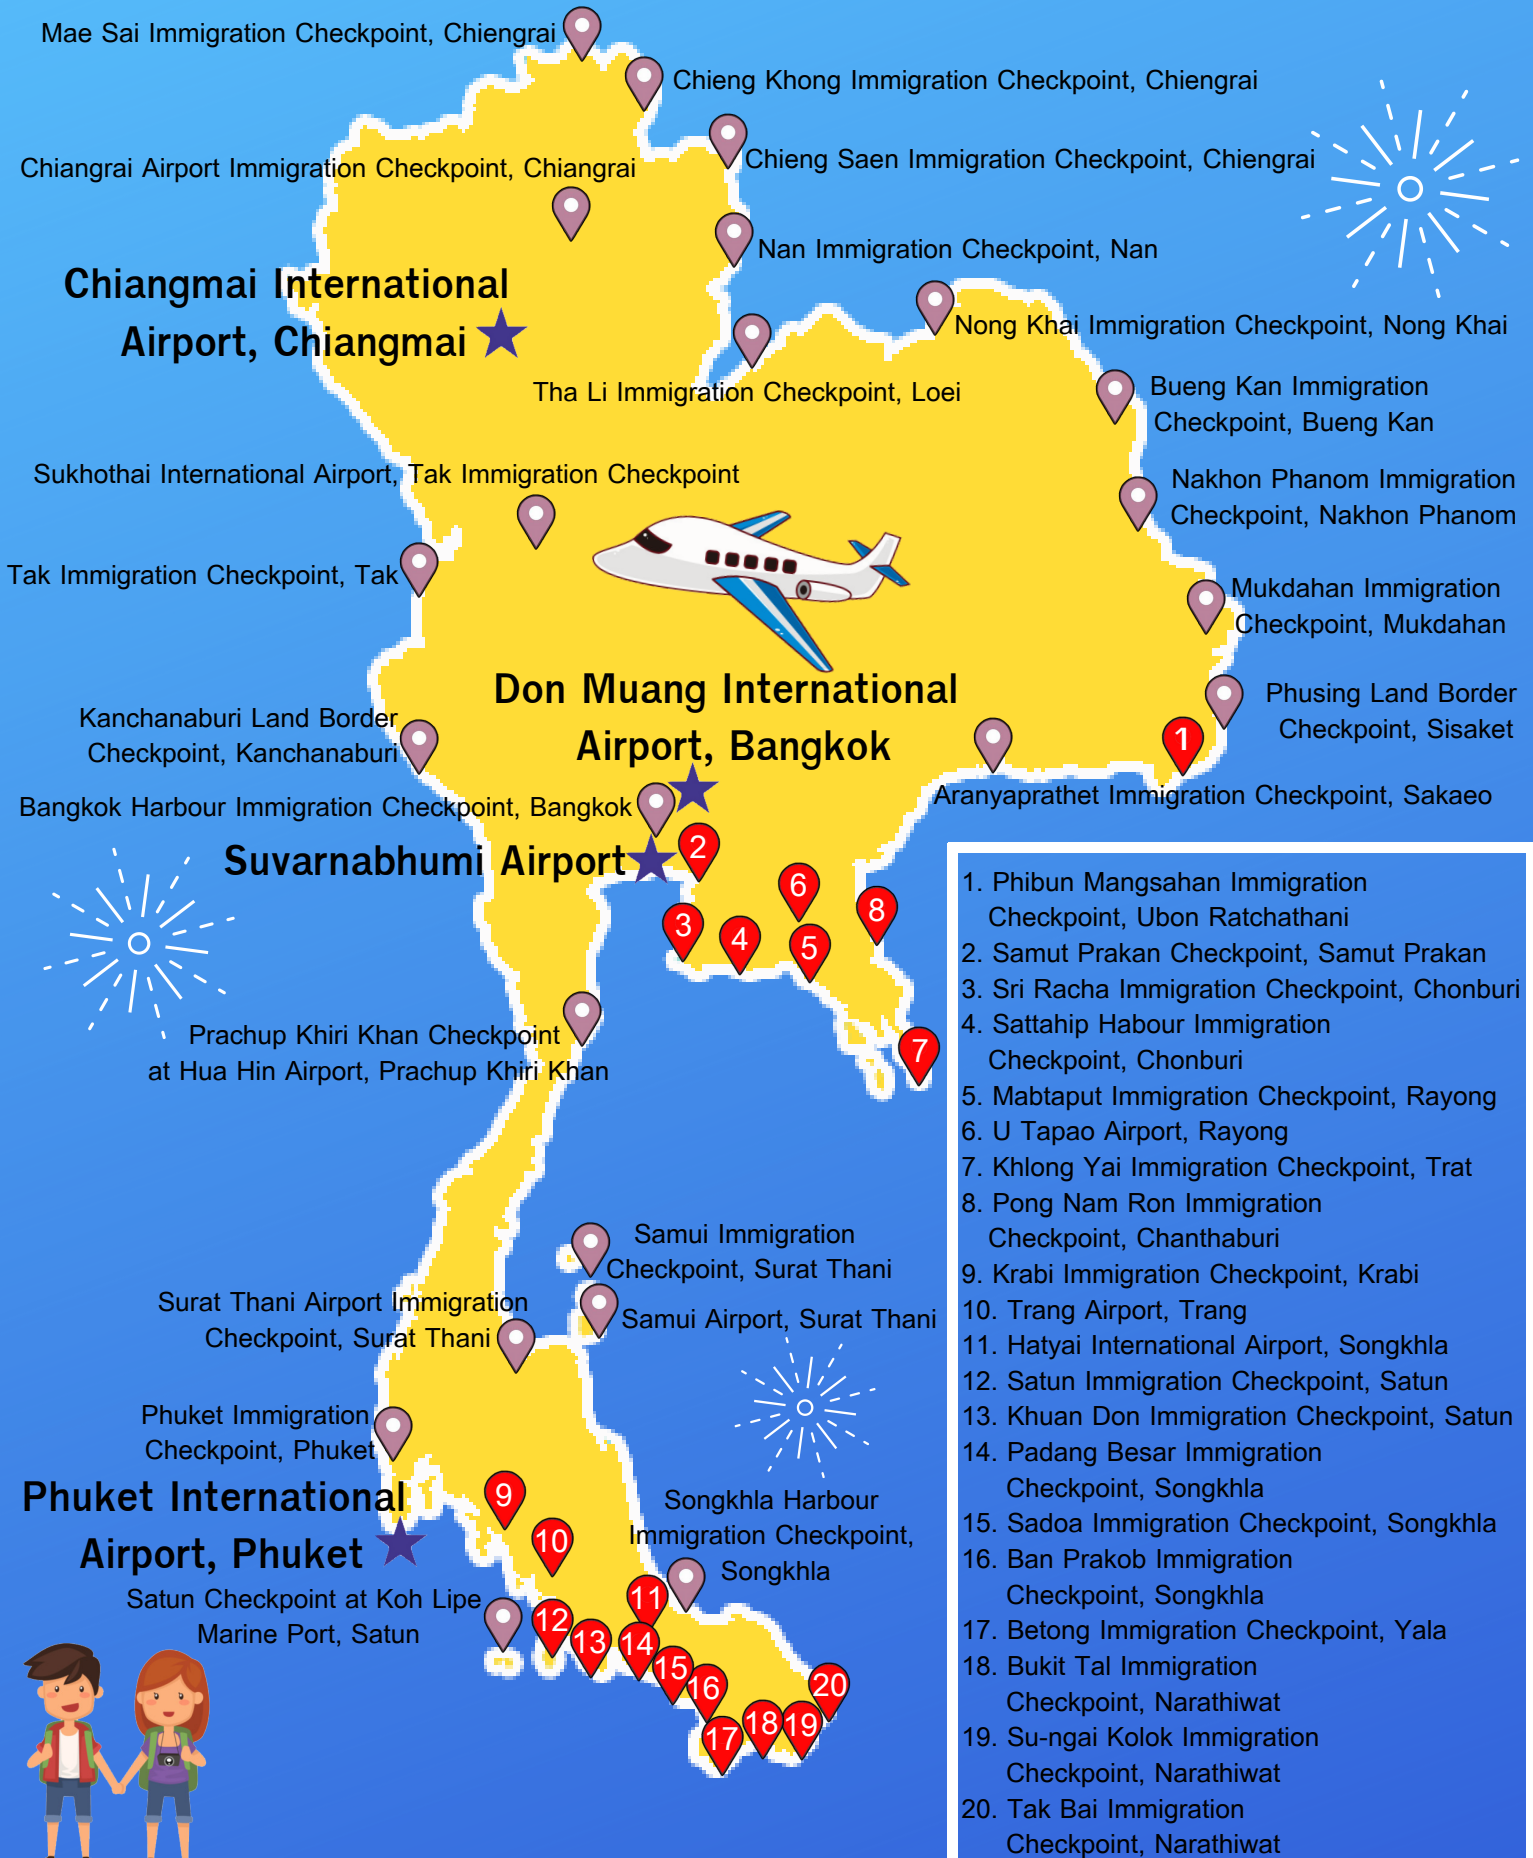 Mae Sai Immigration Checkpoint, Chiengrai
Chieng Khong Immigration Checkpoint, Chiengrai
Chieng Saen Immigration Checkpoint, Chiengrai
Chiangrai Airport Immigration Checkpoint, Chiangrai
Nan Immigration Checkpoint, Nan
Chiangmai International
Airport, Chiangmai
Nong Khai Immigration Checkpoint, Nong Khai
Tha Li Immigration Checkpoint, Loei
Bueng Kan Immigration
Checkpoint, Bueng Kan
Sukhothai International Airport, Tak Immigration Checkpoint
Nakhon Phanom Immigration
Checkpoint, Nakhon Phanom
Tak Immigration Checkpoint, Tak
Mukdahan Immigration
Checkpoint, Mukdahan
Don Muang International
Airport, Bangkok
Phusing Land Border
Checkpoint, Sisaket
Kanchanaburi Land Border
Checkpoint, Kanchanaburi
1
Aranyaprathet Immigration Checkpoint, Sakaeo
Bangkok Harbour Immigration Checkpoint, Bangkok
Suvarnabhumi Airport
2
3
4
5
6
8
7
Prachup Khiri Khan Checkpoint
at Hua Hin Airport, Prachup Khiri Khan
Samui Immigration
Checkpoint, Surat Thani
Surat Thani Airport Immigration
Checkpoint, Surat Thani
Samui Airport, Surat Thani
Phuket Immigration
Checkpoint, Phuket
Phuket International
Airport, Phuket
9
10
Songkhla Harbour
Immigration Checkpoint,
Songkhla
Satun Checkpoint at Koh Lipe
Marine Port, Satun
11
12
13
14
15
16
17
18
19
20
1. Phibun Mangsahan Immigration
Checkpoint, Ubon Ratchathani
2. Samut Prakan Checkpoint, Samut Prakan
3. Sri Racha Immigration Checkpoint, Chonburi
4. Sattahip Habour Immigration
Checkpoint, Chonburi
5. Mabtaput Immigration Checkpoint, Rayong
6. U Tapao Airport, Rayong
7. Khlong Yai Immigration Checkpoint, Trat
8. Pong Nam Ron Immigration
Checkpoint, Chanthaburi
9. Krabi Immigration Checkpoint, Krabi
10. Trang Airport, Trang
11. Hatyai International Airport, Songkhla
12. Satun Immigration Checkpoint, Satun
13. Khuan Don Immigration Checkpoint, Satun
14. Padang Besar Immigration
Checkpoint, Songkhla
15. Sadoa Immigration Checkpoint, Songkhla
16. Ban Prakob Immigration
Checkpoint, Songkhla
17. Betong Immigration Checkpoint, Yala
18. Bukit Tal Immigration
Checkpoint, Narathiwat
19. Su-ngai Kolok Immigration
Checkpoint, Narathiwat
20. Tak Bai Immigration
Checkpoint, Narathiwat